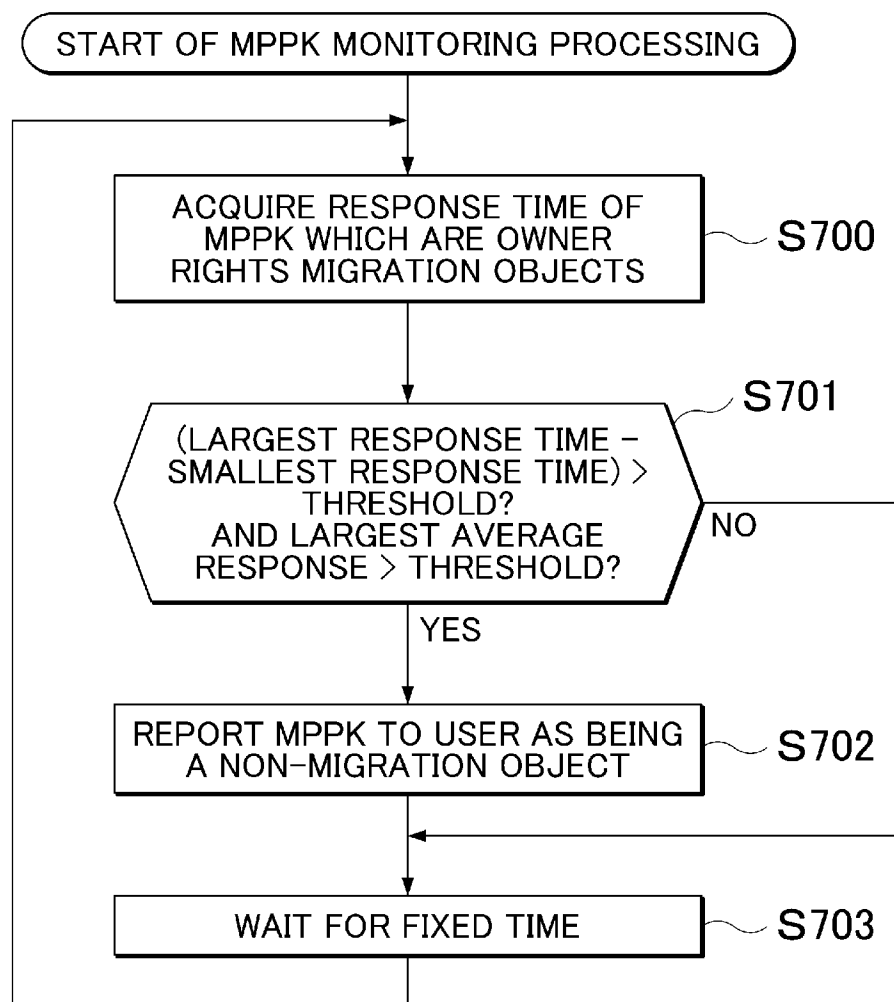 START OF MPPK MONITORING PROCESSING
ACQUIRE RESPONSE TIME OF
MPPK WHICH ARE OWNER
RIGHTS MIGRATION OBJECTS
S700
S701
(LARGEST RESPONSE TIME –
SMALLEST RESPONSE TIME) >
THRESHOLD?
AND LARGEST AVERAGE
RESPONSE > THRESHOLD?
NO
YES
REPORT MPPK TO USER AS BEING
A NON-MIGRATION OBJECT
S702
WAIT FOR FIXED TIME
S703